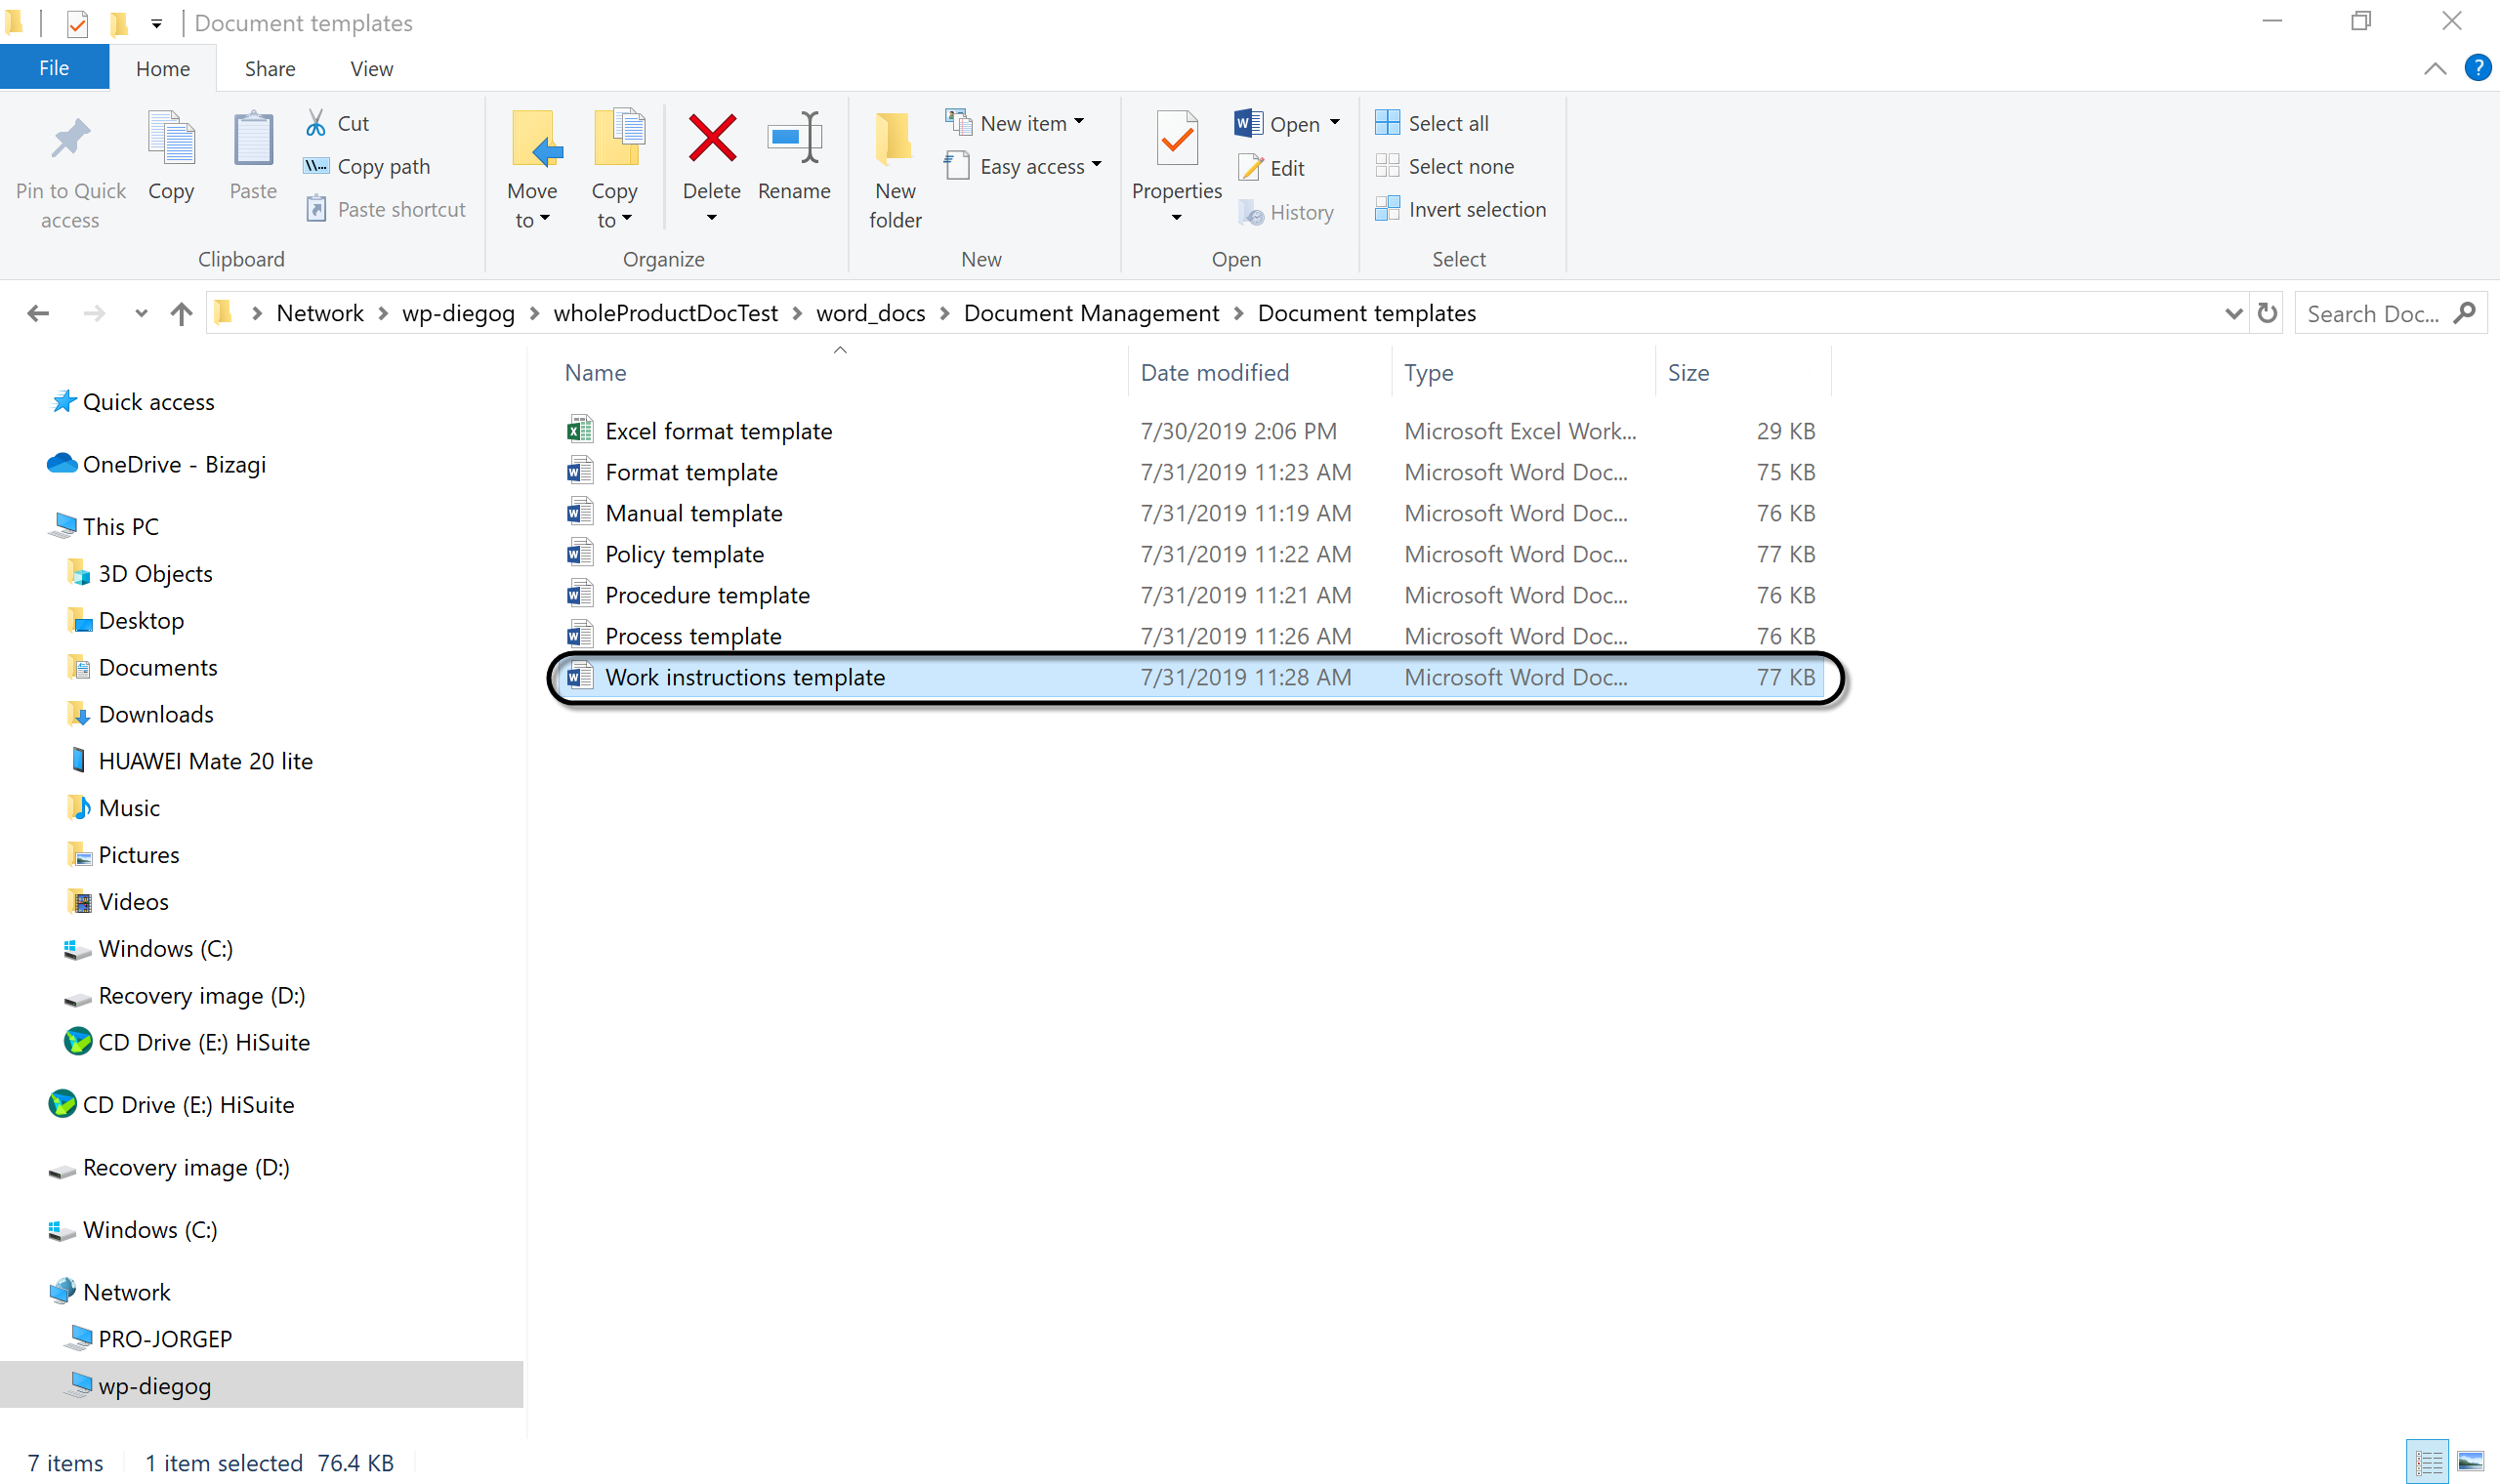 Document templates
File Home Share View
Pin to Quick access
Copy
Paste
Cut
Copy path
Paste shortcut
Clipboard
Move to
Copy to
Delete
Rename
Organize
New folder
New item
Easy access
New
Properties
Open
Edit
History
Open
Select all
Select none
Invert selection
Select
Network > wp-diegog > wholeProductDocTest > word_docs > Document Management > Document templates
Search Doc...
Name Date modified Type Size
Excel format template 7/30/2019 2:06 PM Microsoft Excel Work... 29 KB
Format template 7/31/2019 11:23 AM Microsoft Word Doc... 75 KB
Manual template 7/31/2019 11:19 AM Microsoft Word Doc... 76 KB
Policy template 7/31/2019 11:22 AM Microsoft Word Doc... 77 KB
Procedure template 7/31/2019 11:21 AM Microsoft Word Doc... 76 KB
Process template 7/31/2019 11:26 AM Microsoft Word Doc... 76 KB
Work instructions template 7/31/2019 11:28 AM Microsoft Word Doc... 77 KB
Quick access
OneDrive - Bizagi
This PC
3D Objects
Desktop
Documents
Downloads
HUAWEI Mate 20 lite
Music
Pictures
Videos
Windows (C:)
Recovery image (D:)
CD Drive (E:) HiSuite
CD Drive (E:) HiSuite
Recovery image (D:)
Windows (C:)
Network
PRO-JORGEP
wp-diegog
7 items 1 item selected 76.4 KB